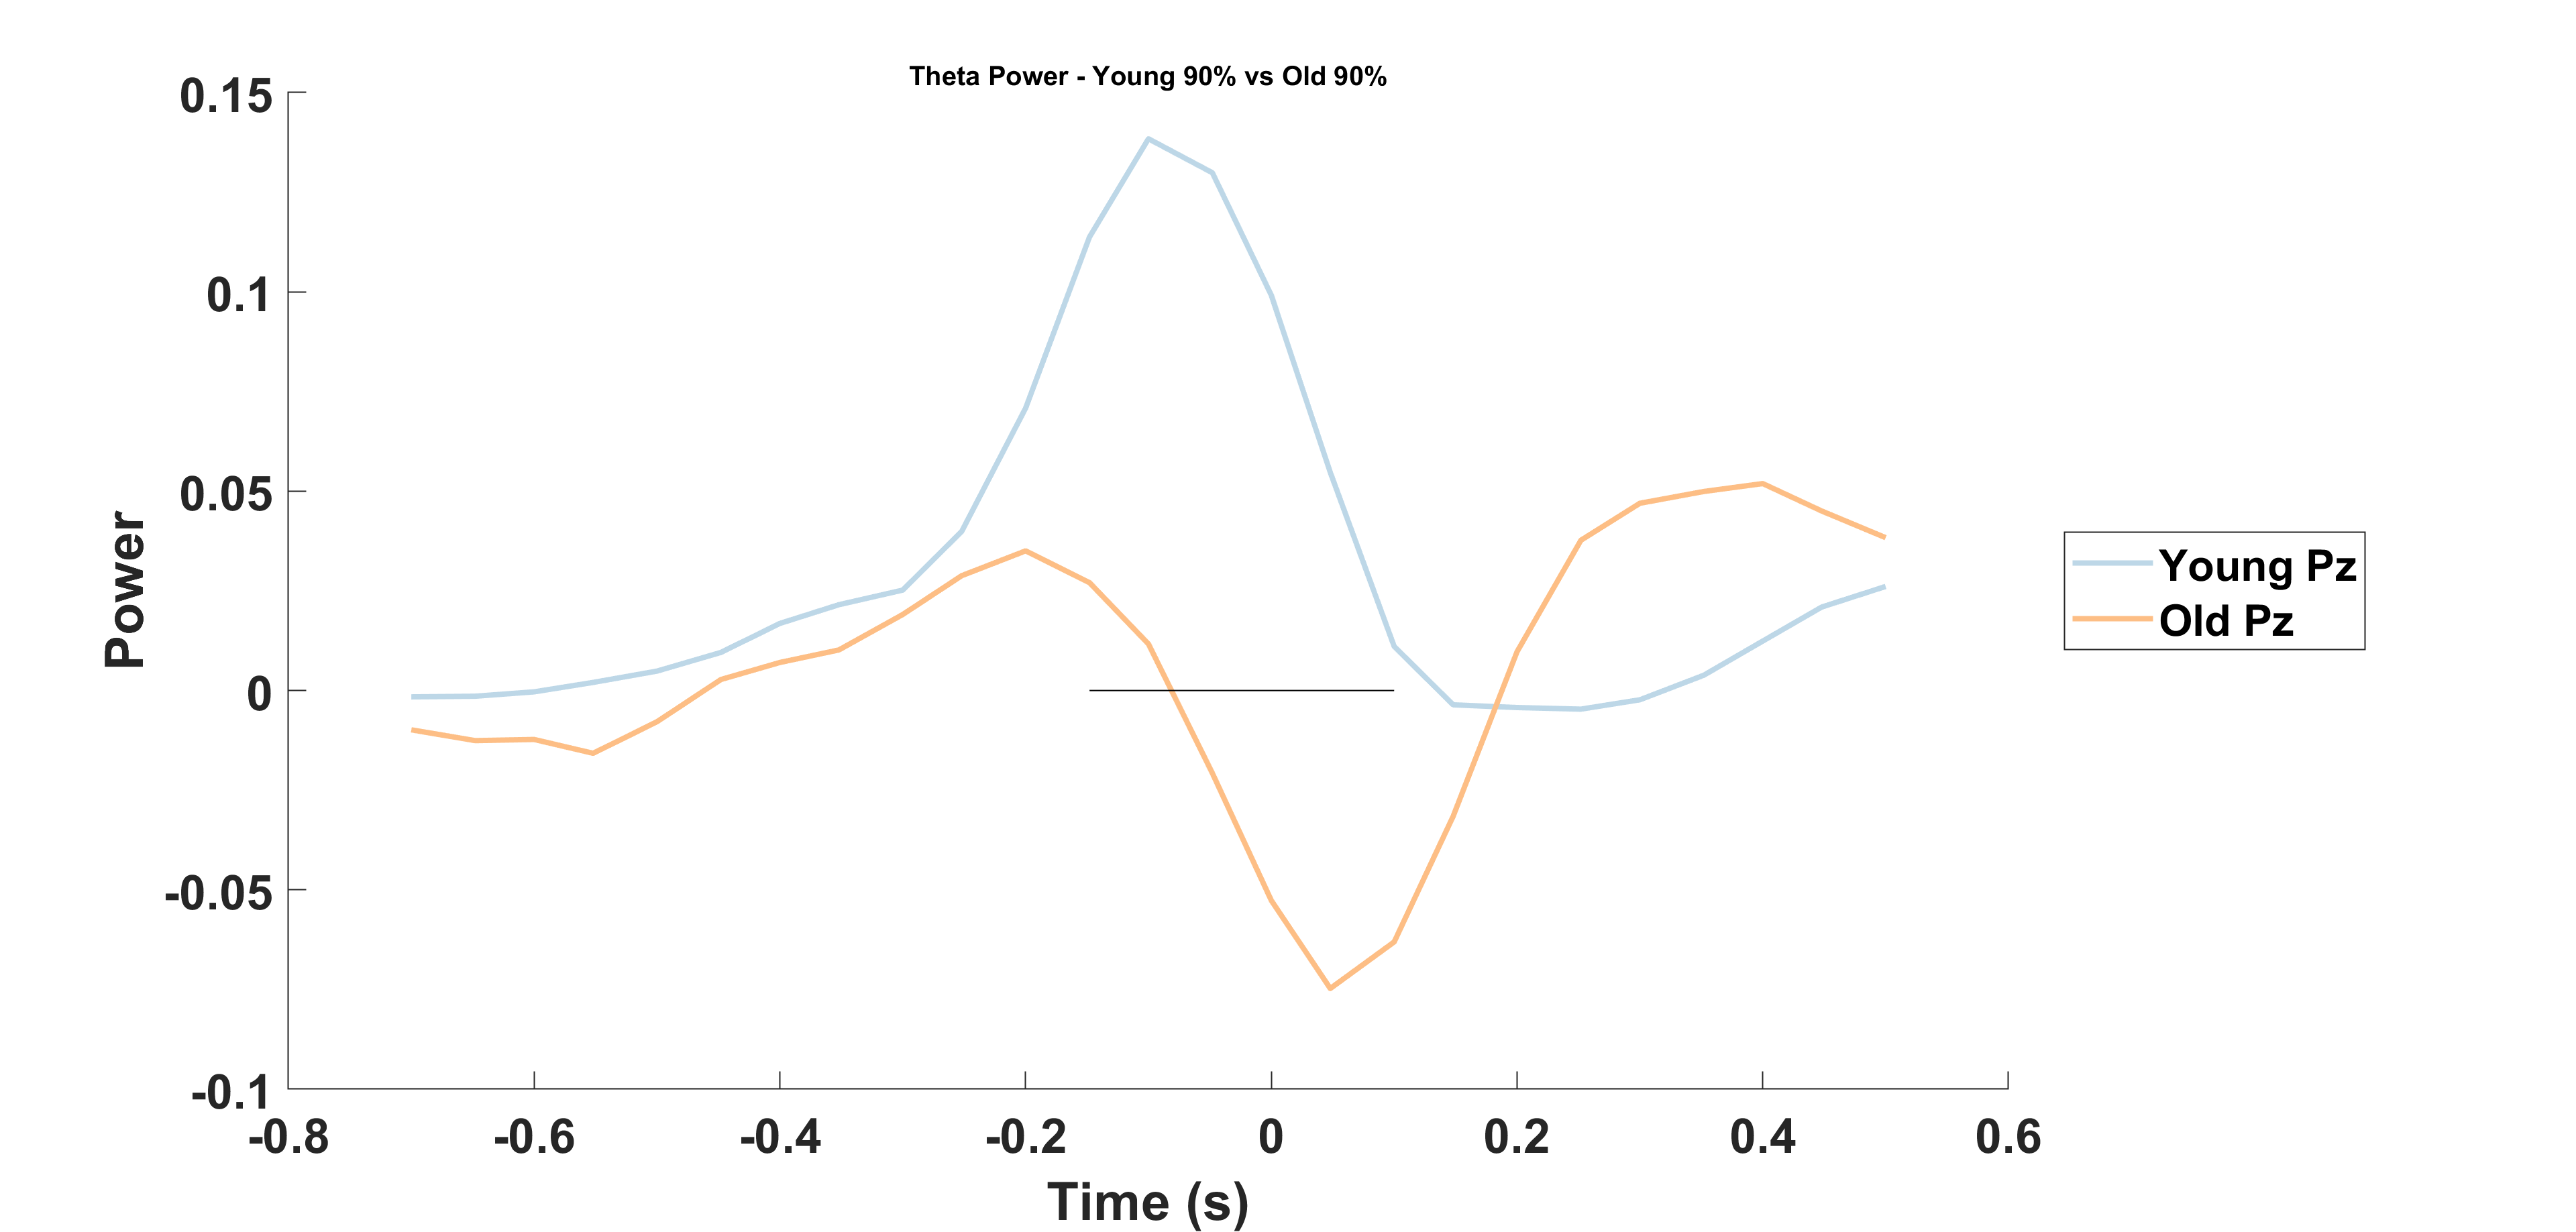 Theta Power - Young 90% vs Old 90%
0.15
0.1
0.05
0
-0.05
-0.1
Power
-0.8 -0.6 -0.4 -0.2 0 0.2 0.4 0.6
Time (s)
Young Pz
Old Pz